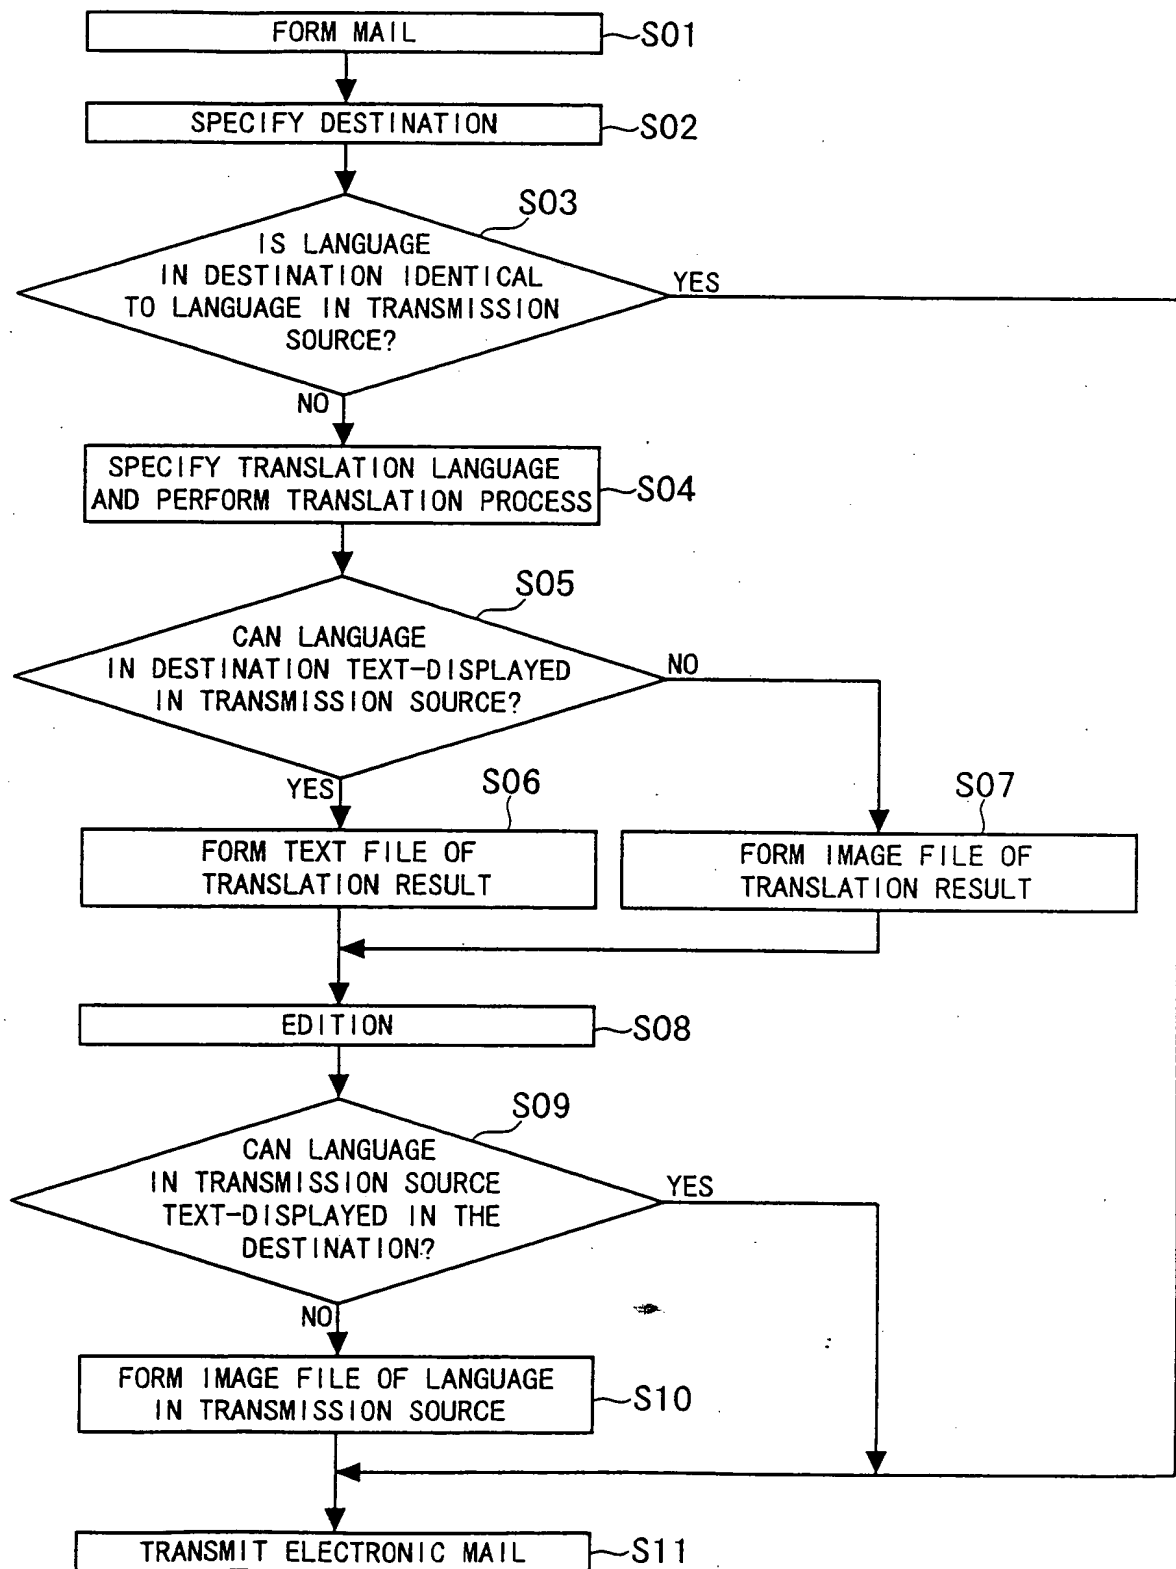 FORM MAIL
S01
SPECIFY DESTINATION
S02
S03
IS LANGUAGE
IN DESTINATION IDENTICAL
TO LANGUAGE IN TRANSMISSION
SOURCE?
YES
NO
SPECIFY TRANSLATION LANGUAGE
AND PERFORM TRANSLATION PROCESS
S04
S05
CAN LANGUAGE
IN DESTINATION TEXT-DISPLAYED
IN TRANSMISSION SOURCE?
NO
YES
S06
S07
FORM TEXT FILE OF
TRANSLATION RESULT
FORM IMAGE FILE OF
TRANSLATION RESULT
EDITION
S08
S09
CAN LANGUAGE
IN TRANSMISSION SOURCE
TEXT-DISPLAYED IN THE
DESTINATION?
YES
NO
FORM IMAGE FILE OF LANGUAGE
IN TRANSMISSION SOURCE
S10
TRANSMIT ELECTRONIC MAIL
S11